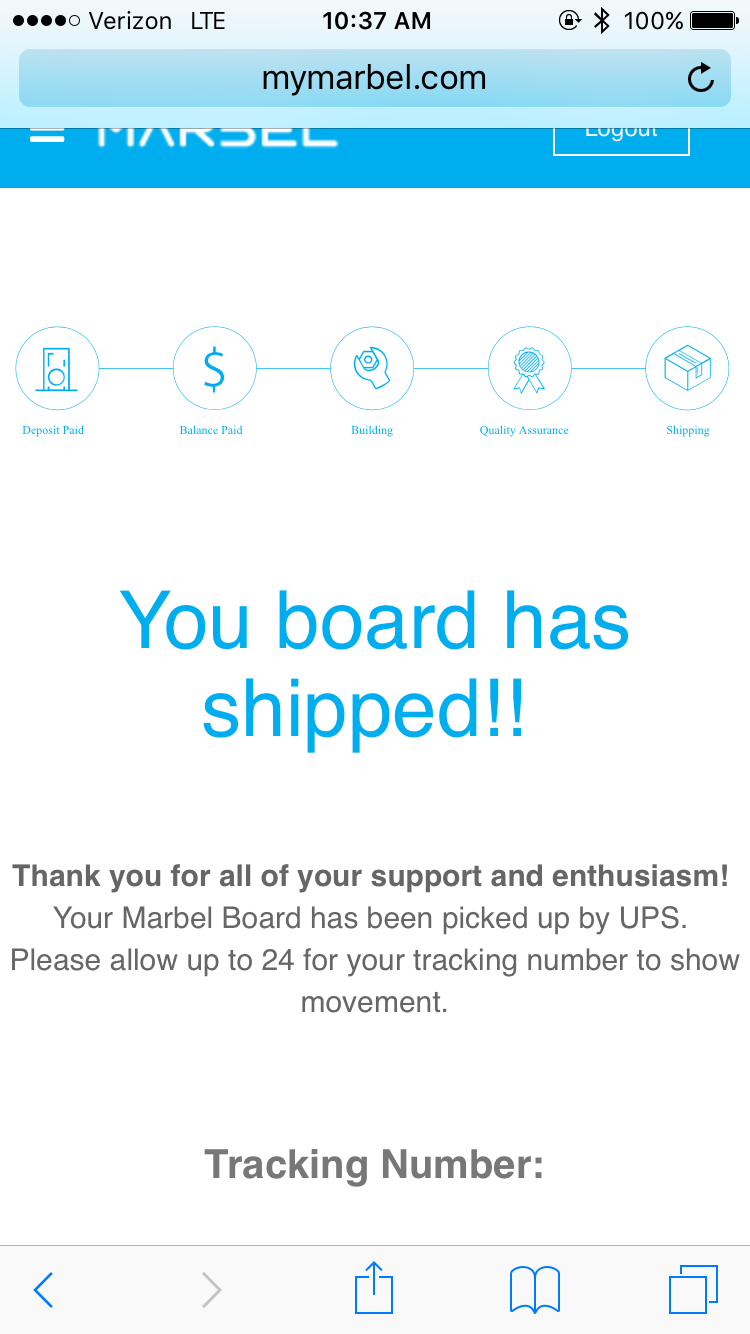 Verizon LTE 10:37 AM 100%
mymarbel.com
MARBEL Logout
Deposit Paid Balance Paid Building Quality Assurance Shipping
You board has
shipped!!
Thank you for all of your support and enthusiasm!
Your Marbel Board has been picked up by UPS.
Please allow up to 24 for your tracking number to show
movement.
Tracking Number: